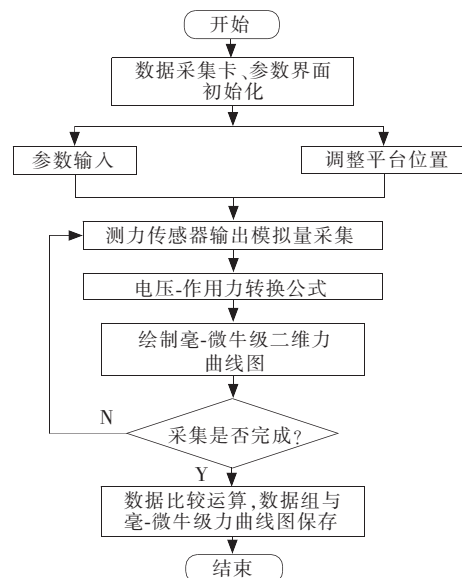 开始
数据采集卡、参数界面
初始化
参数输入
调整平台位置
测力传感器输出模拟量采集
电压-作用力转换公式
绘制毫-微牛级二维力
曲线图
N
采集是否完成?
Y
数据比较运算,数据组与
毫-微牛级力曲线图保存
结束